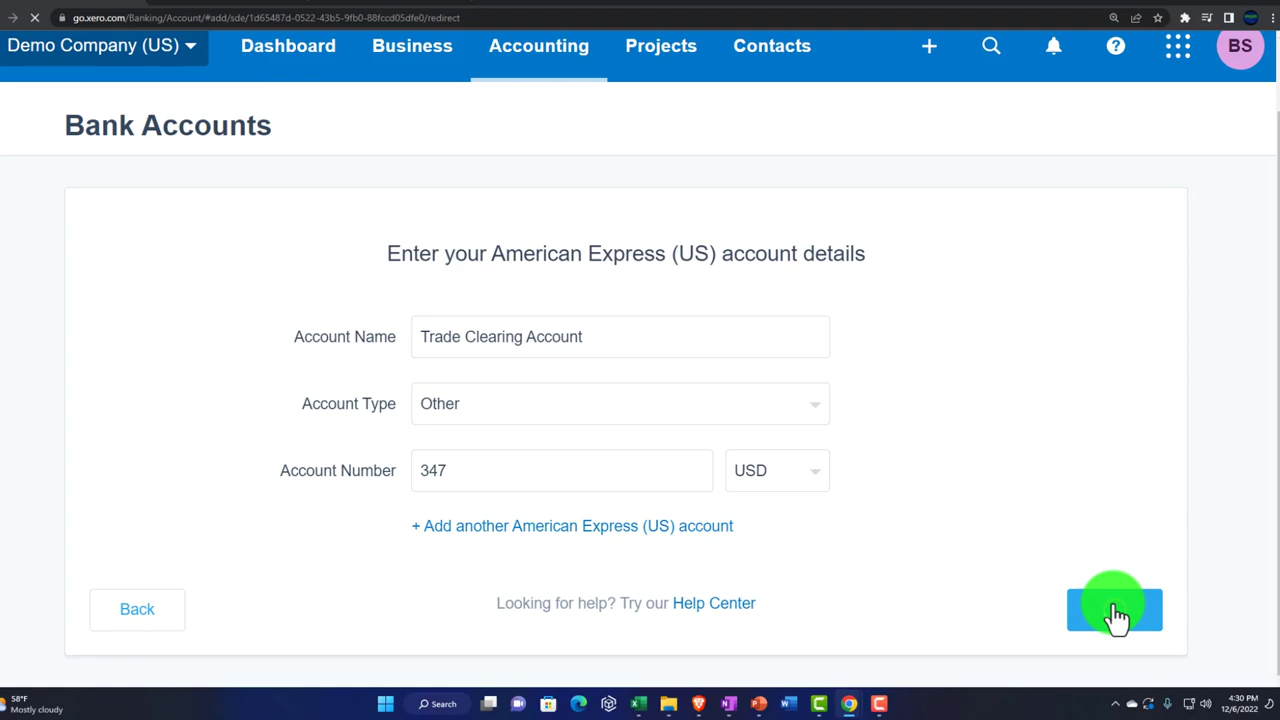 go.xero.com/Banking/Account/#add/sde/1d65487d-0522-43b5-9fb0-88fccd05dfe0/redirect
Demo Company (US)
Dashboard
Business
Accounting
Projects
Contacts
BS
Bank Accounts
Enter your American Express (US) account details
Account Name
Trade Clearing Account
Account Type
Other
Account Number
347
USD
+ Add another American Express (US) account
Back
Looking for help? Try our Help Center
58°F
Mostly cloudy
Search
4:30 PM
12/6/2022